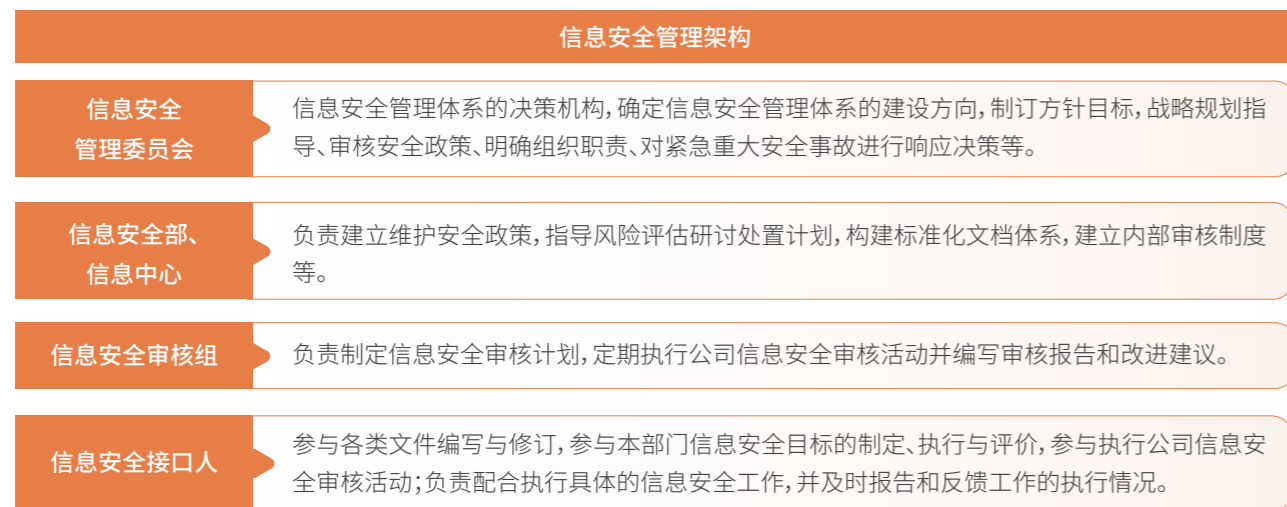 信息安全管理架构
信息安全
管理委员会
信息安全管理体系的决策机构,确定信息安全管理体系的建设方向,制订方针目标,战略规划指
导、审核安全政策、明确组织职责、对紧急重大安全事故进行响应决策等。
信息安全部、
信息中心
负责建立维护安全政策,指导风险评估研讨处置计划,构建标准化文档体系,建立内部审核制度
等。
信息安全审核组
负责制定信息安全审核计划,定期执行公司信息安全审核活动并编写审核报告和改进建议。
信息安全接口人
参与各类文件编写与修订,参与本部门信息安全目标的制定、执行与评价,参与执行公司信息安
全审核活动;负责配合执行具体的信息安全工作,并及时报告和反馈工作的执行情况。